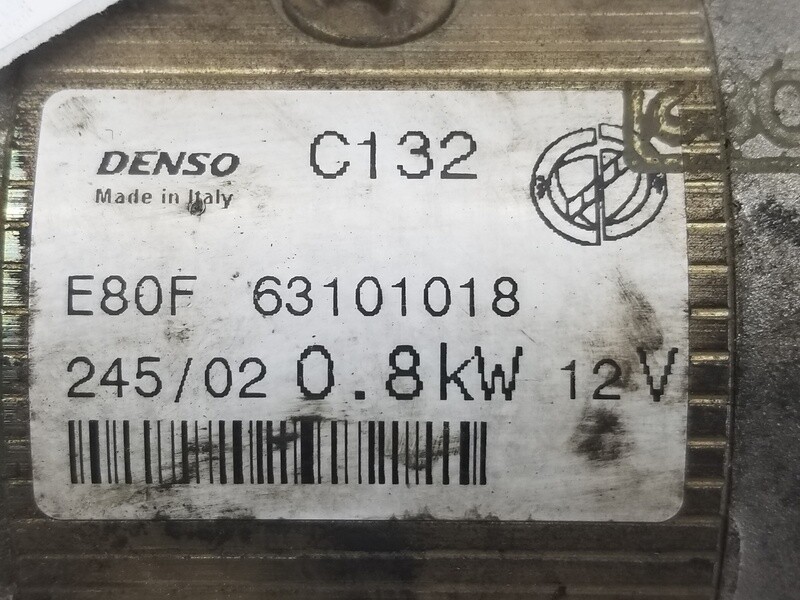 DENSO C132
Made in Italy
E80F 63101018
245/02 0.8kW 12V